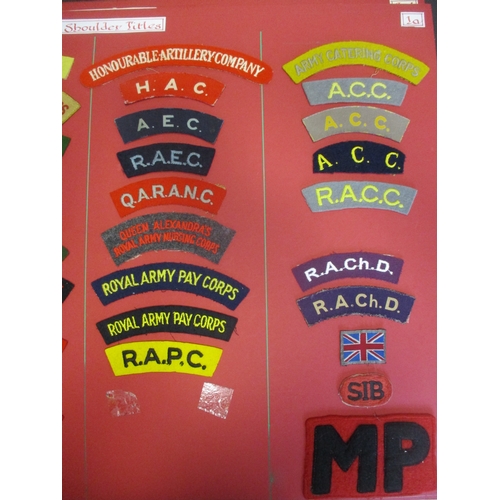 Shoulder Titles
1a
HONOURABLE·ARTILLERY COMPANY
H. A. C.
A. E. C.
R.A.E.C.
Q.A.R.A.N.C.
QUEEN ALEXANDRA'S
ROYAL ARMY NURSING CORPS
ROYAL ARMY PAY CORPS
ROYAL ARMY PAY CORPS
R.A.P.C.
ARMY CATERING CORPS
A.C.C.
A.C.C.
A. C. C.
R.A.C.C.
R.A.Ch.D.
R.A.Ch.D.
SIB
MP